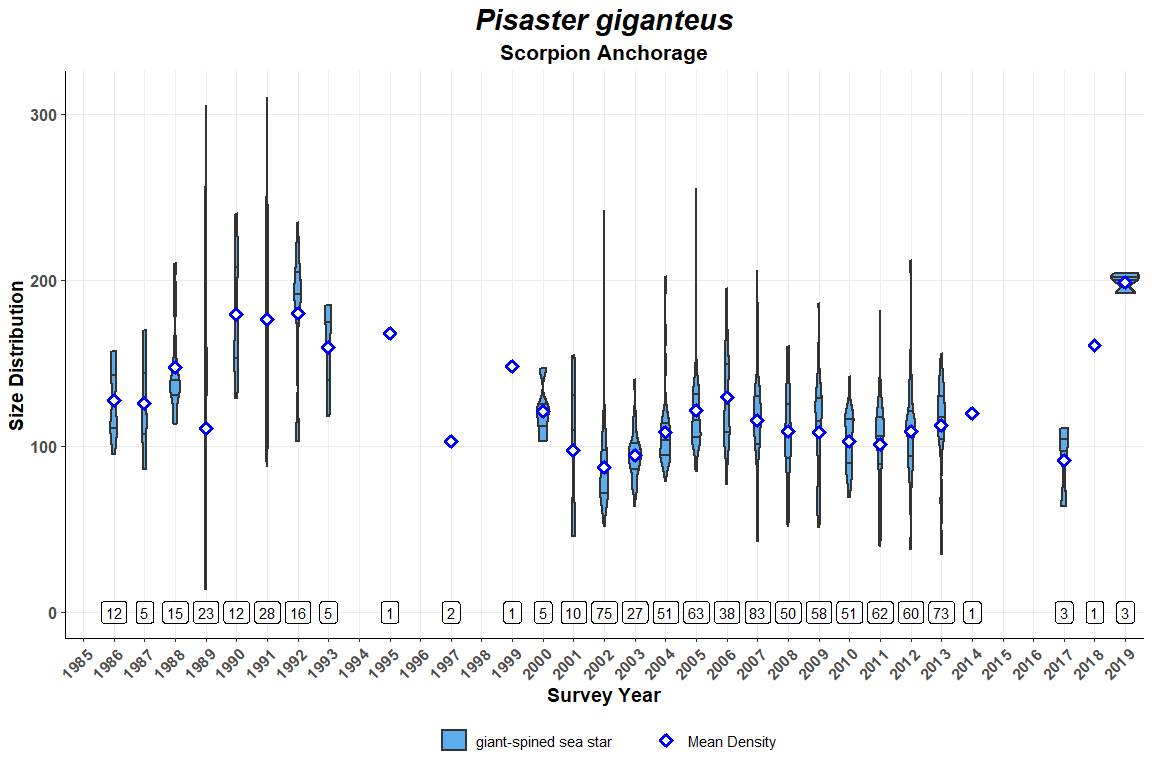 Pisaster giganteus
Scorpion Anchorage
Size Distribution
300
200
100
0
12 5 15 23 12 28 16 5 1 2 1 5 10 75 27 51 63 38 83 50 58 51 62 60 73 1 3 1 3
1985 1986 1987 1988 1989 1990 1991 1992 1993 1994 1995 1996 1997 1998 1999 2000 2001 2002 2003 2004 2005 2006 2007 2008 2009 2010 2011 2012 2013 2014 2015 2016 2017 2018 2019
Survey Year
giant-spined sea star Mean Density